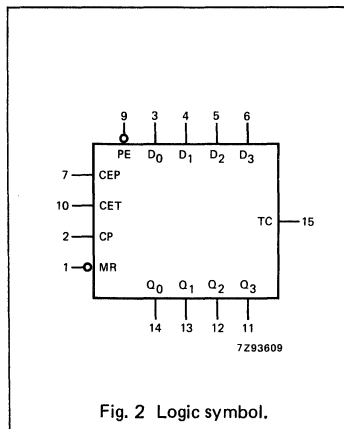 9 3 4 5 6
PE D0 D1 D2 D3
7 CEP
10 CET
TC 15
2 CP
1 MR
Q0 Q1 Q2 Q3
14 13 12 11
7Z93609
Fig. 2 Logic symbol.